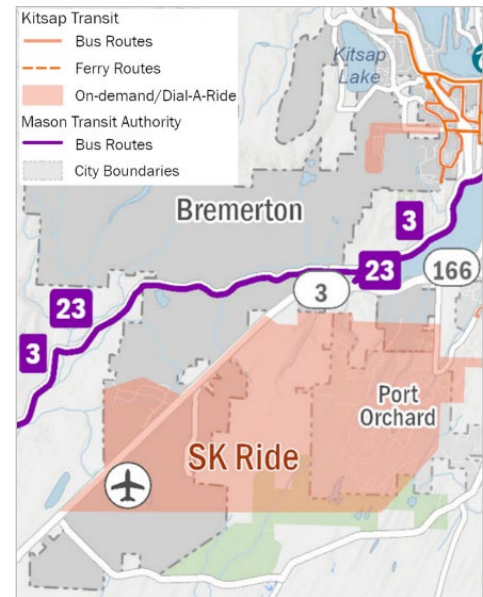 Kitsap Transit
Bus Routes
Ferry Routes
On-demand/Dial-A-Ride
Mason Transit Authority
Bus Routes
City Boundaries
Kitsap
Lake
Bremerton
3
23
3
166
23
3
Port
Orchard
SK Ride